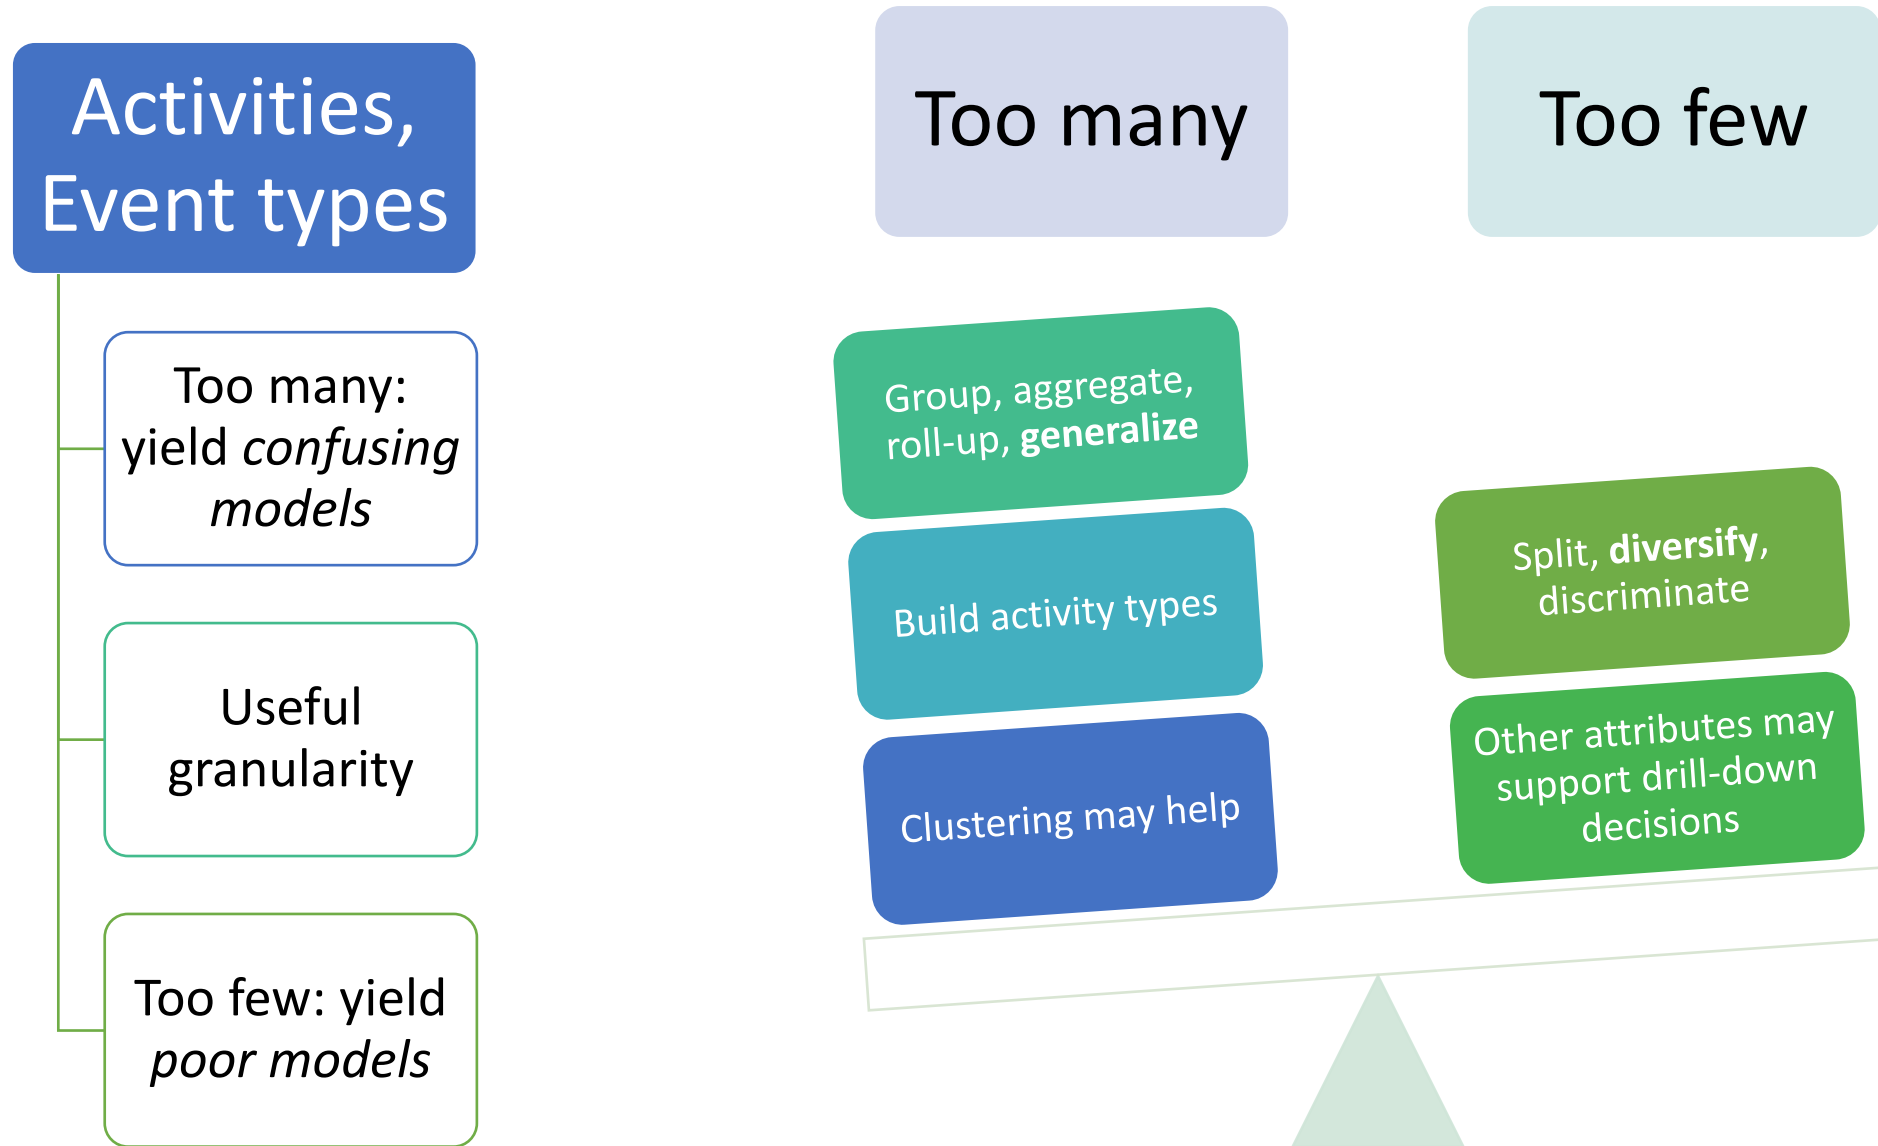 Activities,
Event types
Too many:
yield confusing
models
Useful
granularity
Too few: yield
poor models
Too many
Group, aggregate,
roll-up, generalize
Build activity types
Clustering may help
Too few
Split, diversify,
discriminate
Other attributes may
support drill-down
decisions